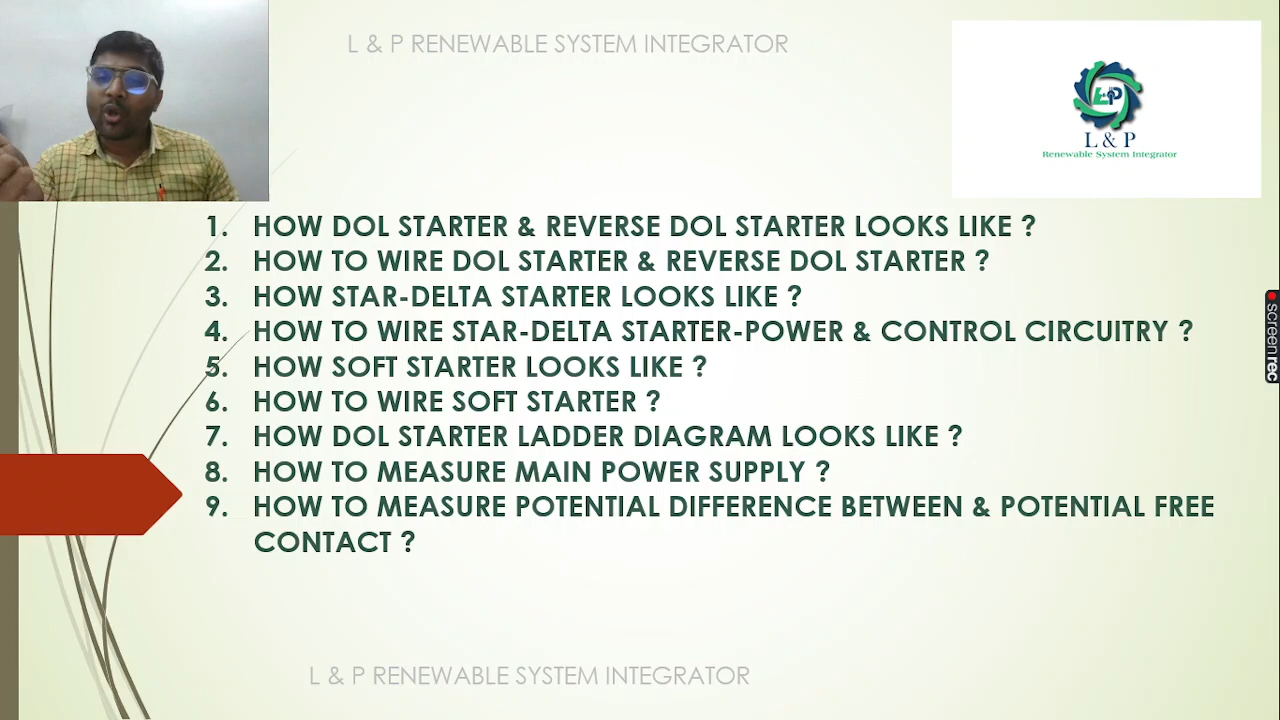 L & P RENEWABLE SYSTEM INTEGRATOR
L&P
L & P
Renewable System Integrator
1. HOW DOL STARTER & REVERSE DOL STARTER LOOKS LIKE ?
2. HOW TO WIRE DOL STARTER & REVERSE DOL STARTER ?
3. HOW STAR-DELTA STARTER LOOKS LIKE ?
4. HOW TO WIRE STAR-DELTA STARTER-POWER & CONTROL CIRCUITRY ?
5. HOW SOFT STARTER LOOKS LIKE ?
6. HOW TO WIRE SOFT STARTER ?
7. HOW DOL STARTER LADDER DIAGRAM LOOKS LIKE ?
8. HOW TO MEASURE MAIN POWER SUPPLY ?
9. HOW TO MEASURE POTENTIAL DIFFERENCE BETWEEN & POTENTIAL FREE
CONTACT ?
screenrec
L & P RENEWABLE SYSTEM INTEGRATOR